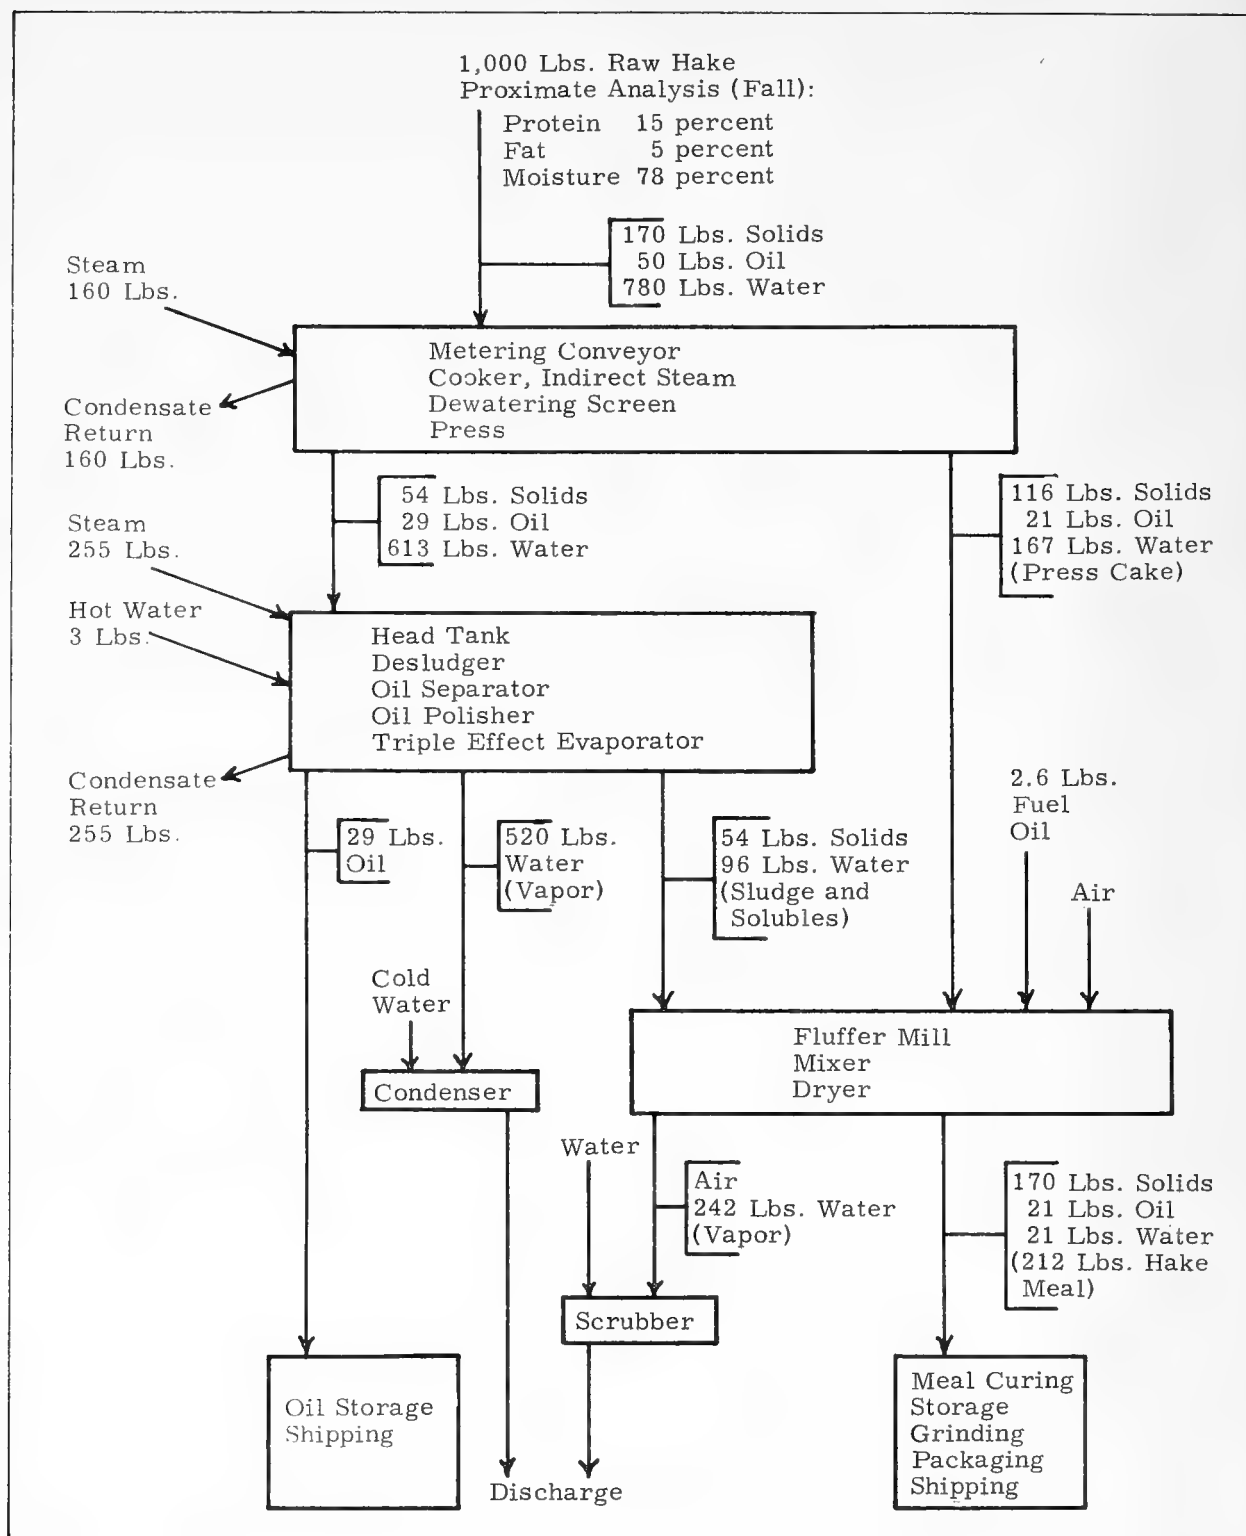 1,000 Lbs. Raw Hake
Proximate Analysis (Fall):
Protein 15 percent
Fat 5 percent
Moisture 78 percent
170 Lbs. Solids
50 Lbs. Oil
780 Lbs. Water
Steam
160 Lbs.
Metering Conveyor
Cooker, Indirect Steam
Dewatering Screen
Press
Condensate
Return
160 Lbs.
54 Lbs. Solids
29 Lbs. Oil
613 Lbs. Water
116 Lbs. Solids
21 Lbs. Oil
167 Lbs. Water
(Press Cake)
Steam
255 Lbs.
Hot Water
3 Lbs.
Head Tank
Desludger
Oil Separator
Oil Polisher
Triple Effect Evaporator
Condensate
Return
255 Lbs.
29 Lbs.
Oil
520 Lbs.
Water
(Vapor)
54 Lbs. Solids
96 Lbs. Water
(Sludge and
Solubles)
2.6 Lbs.
Fuel
Oil
Air
Cold
Water
Fluffer Mill
Mixer
Dryer
Condenser
Water
Air
242 Lbs. Water
(Vapor)
170 Lbs. Solids
21 Lbs. Oil
21 Lbs. Water
(212 Lbs. Hake
Meal)
Scrubber
Oil Storage
Shipping
Meal Curing
Storage
Grinding
Packaging
Shipping
Discharge